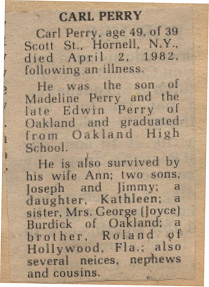 CARL PERRY
Carl Perry, age 49, of 39
Scott St., Hornell, N.Y.,
died April 2, 1982,
following an illness.
He was the son of
Madeline Perry and the
late Edwin Perry of
Oakland and graduated
from Oakland High
School.
He is also survived by
his wife Ann; two sons,
Joseph and Jimmy; a
daughter, Kathleen; a
sister, Mrs. George (Joyce)
Burdick of Oakland; a
brother, Roland of
Hollywood, Fla.; also
several neices, nephews
and cousins.